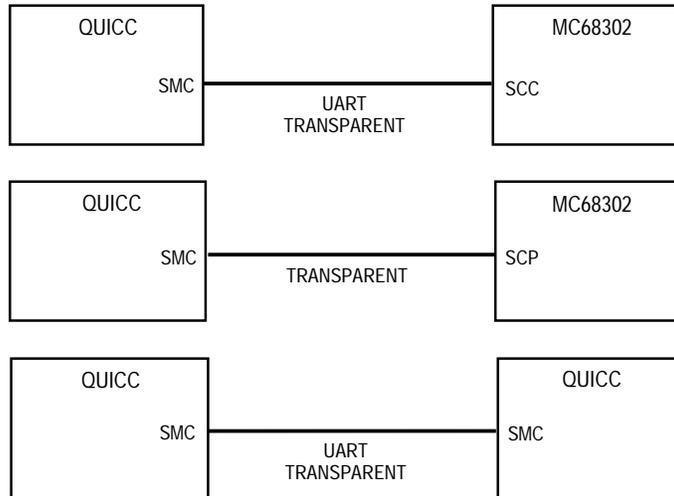 QUICC
MC68302
SMC
SCC
UART
TRANSPARENT
QUICC
MC68302
SMC
SCP
TRANSPARENT
QUICC
QUICC
SMC
SMC
UART
TRANSPARENT